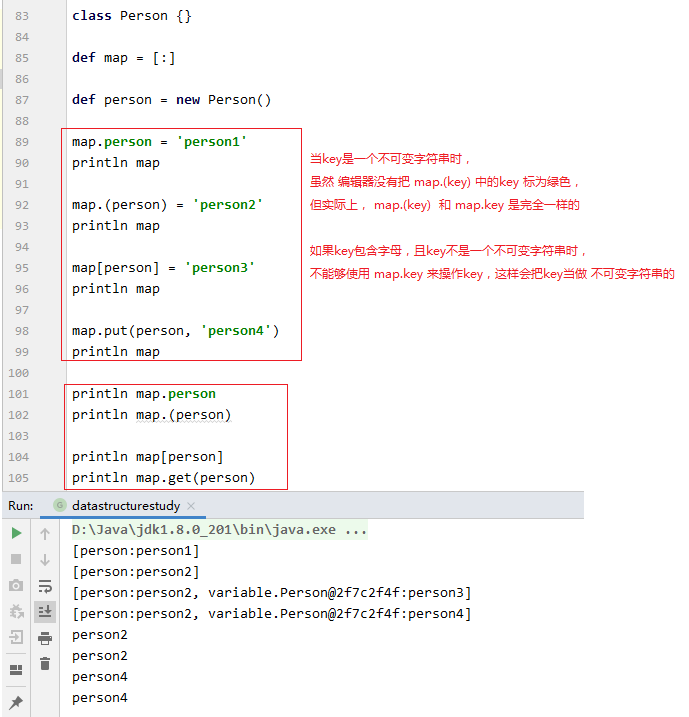 83 class Person {}
84
85 def map = [:]
86
87 def person = new Person()
88
89 map.person = 'person1'
90 println map
91
92 map.(person) = 'person2'
93 println map
94
95 map[person] = 'person3'
96 println map
97
98 map.put(person, 'person4')
99 println map
100
101 println map.person
102 println map.(person)
103
104 println map[person]
105 println map.get(person)
当key是一个不可变字符串时，
虽然 编辑器没有把 map.(key) 中的key 标为绿色，
但实际上， map.(key) 和 map.key 是完全一样的
如果key包含字母，且key不是一个不可变字符串时，
不能够使用 map.key 来操作key，这样会把key当做 不可变字符串的
Run: datastructurestudy
D:\Java\jdk1.8.0_201\bin\java.exe ...
[person:person1]
[person:person2]
[person:person2, variable.Person@2f7c2f4f:person3]
[person:person2, variable.Person@2f7c2f4f:person4]
person2
person2
person4
person4